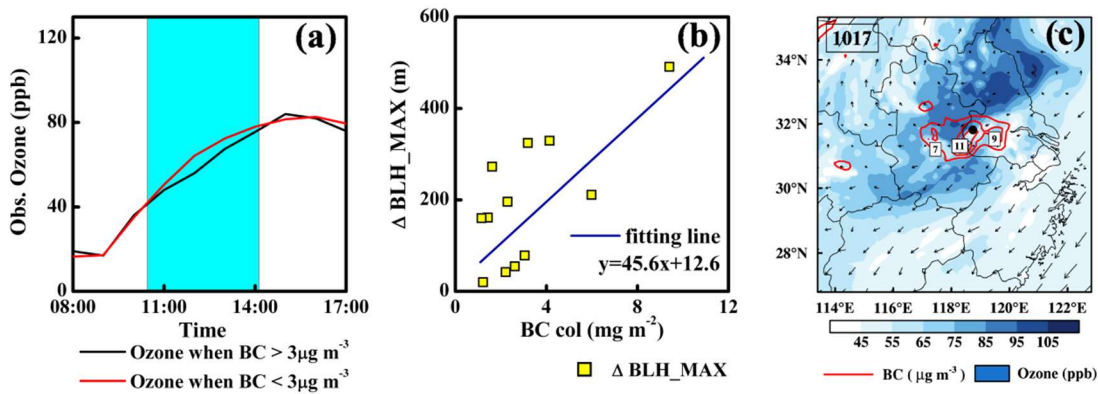 (a)
Obs. Ozone (ppb)
120
80
40
0
08:00 11:00 14:00 17:00
Time
Ozone when BC > 3μg m⁻³
Ozone when BC < 3μg m⁻³
(b)
Δ BLH_MAX (m)
600
400
200
0
fitting line
y=45.6x+12.6
0 4 8 12
BC col (mg m⁻²)
Δ BLH_MAX
1017
(c)
34°N
32°N
30°N
28°N
7
11
9
114°E 116°E 118°E 120°E 122°E
45 55 65 75 85 95 105
BC ( μg m⁻³)
Ozone (ppb)